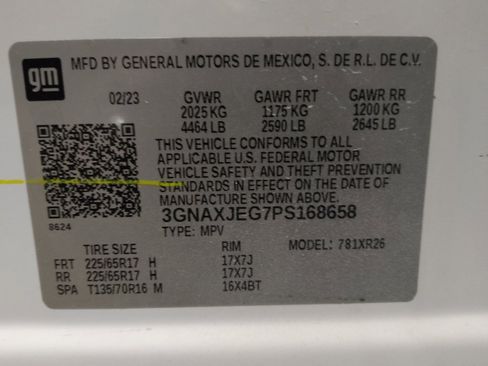 gm MFD BY GENERAL MOTORS DE MEXICO, S. DE R.L. DE C.V.
02/23 GVWR GAWR FRT GAWR RR
2025 KG 1175 KG 1200 KG
4464 LB 2590 LB 2645 LB
THIS VEHICLE CONFORMS TO ALL
APPLICABLE U.S. FEDERAL MOTOR
VEHICLE SAFETY AND THEFT PREVENTION
STANDARDS IN EFFECT ON THE DATE OF
MANUFACTURE SHOWN ABOVE.
8624 3GNAXJEG7PS168658
TYPE: MPV
TIRE SIZE RIM MODEL: 781XR26
FRT 225/65R17 H 17X7J
RR 225/65R17 H 17X7J
SPA T135/70R16 M 16X4BT